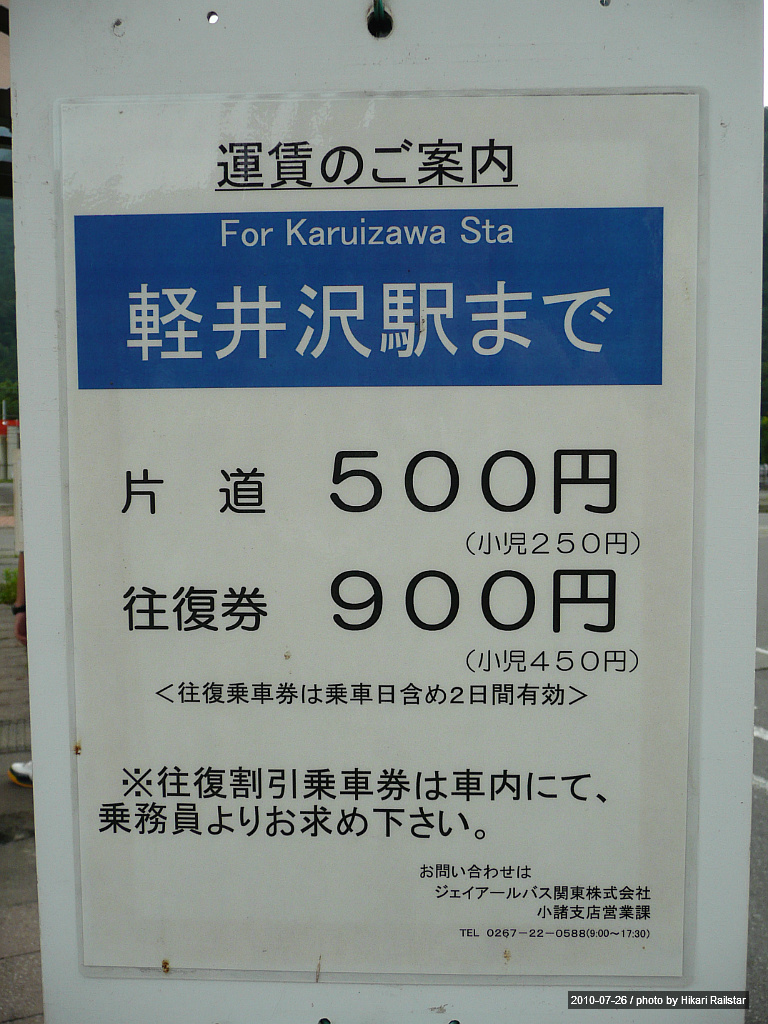 運賃のご案内
For Karuizawa Sta
軽井沢駅まで
片　道　５００円
（小児２５０円）
往復券　９００円
（小児４５０円）
＜往復乗車券は乗車日含め２日間有効＞
※往復割引乗車券は車内にて、
乗務員よりお求め下さい。
お問い合わせは
ジェイアールバス関東株式会社
小諸支店営業課
TEL 0267－22－0588(9:00～17:30)
2010-07-26 / photo by Hikari Railstar